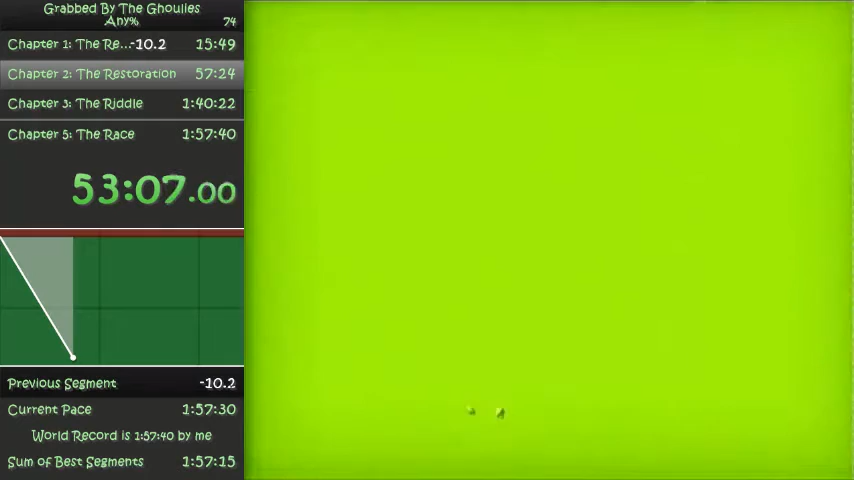 Grabbed By The Ghoulies
Any% 74
Chapter 1: The Re... -10.2 15:49
Chapter 2: The Restoration 57:24
Chapter 3: The Riddle 1:40:22
Chapter 5: The Race 1:57:40
53:07.00
Previous Segment -10.2
Current Pace 1:57:30
World Record is 1:57:40 by me
Sum of Best Segments 1:57:15